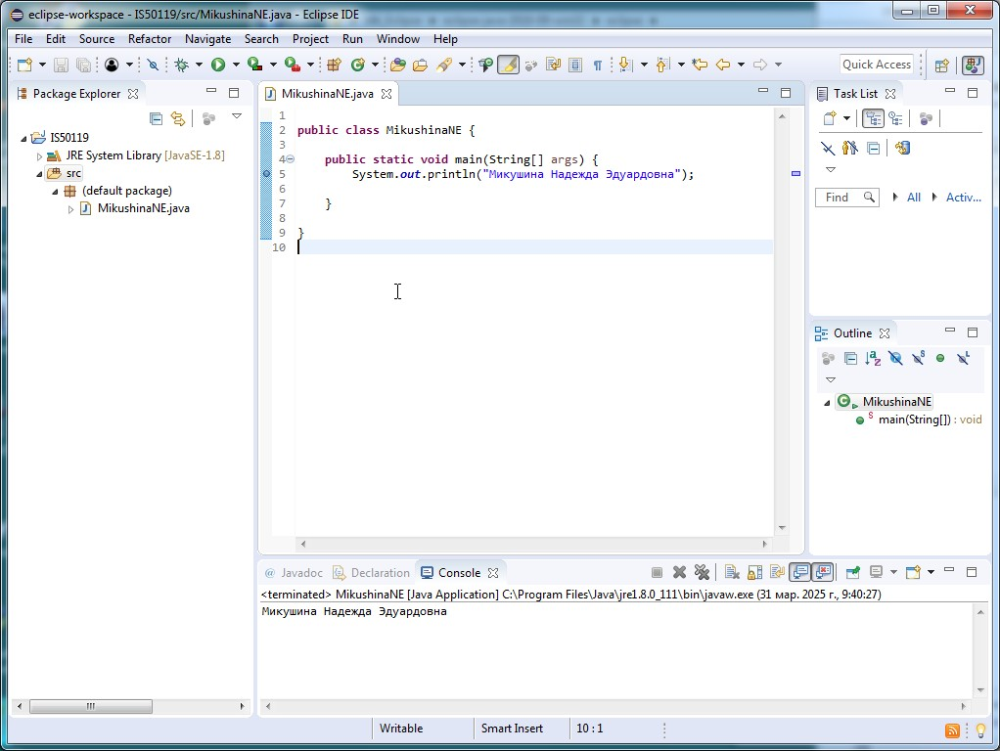 eclipse-workspace - IS50119/src/MikushinaNE.java - Eclipse IDE
File Edit Source Refactor Navigate Search Project Run Window Help
Quick Access
Package Explorer
IS50119
JRE System Library [JavaSE-1.8]
src
(default package)
MikushinaNE.java
MikushinaNE.java
1
2 public class MikushinaNE {
3
4 public static void main(String[] args) {
5 System.out.println("Микушина Надежда Эдуардовна");
6
7 }
8
9 }
10
Task List
Find All Activ...
Outline
MikushinaNE
main(String[]) : void
Javadoc Declaration Console
<terminated> MikushinaNE [Java Application] C:\Program Files\Java\jre1.8.0_111\bin\javaw.exe (31 мар. 2025 г., 9:40:27)
Микушина Надежда Эдуардовна
Writable Smart Insert 10 : 1